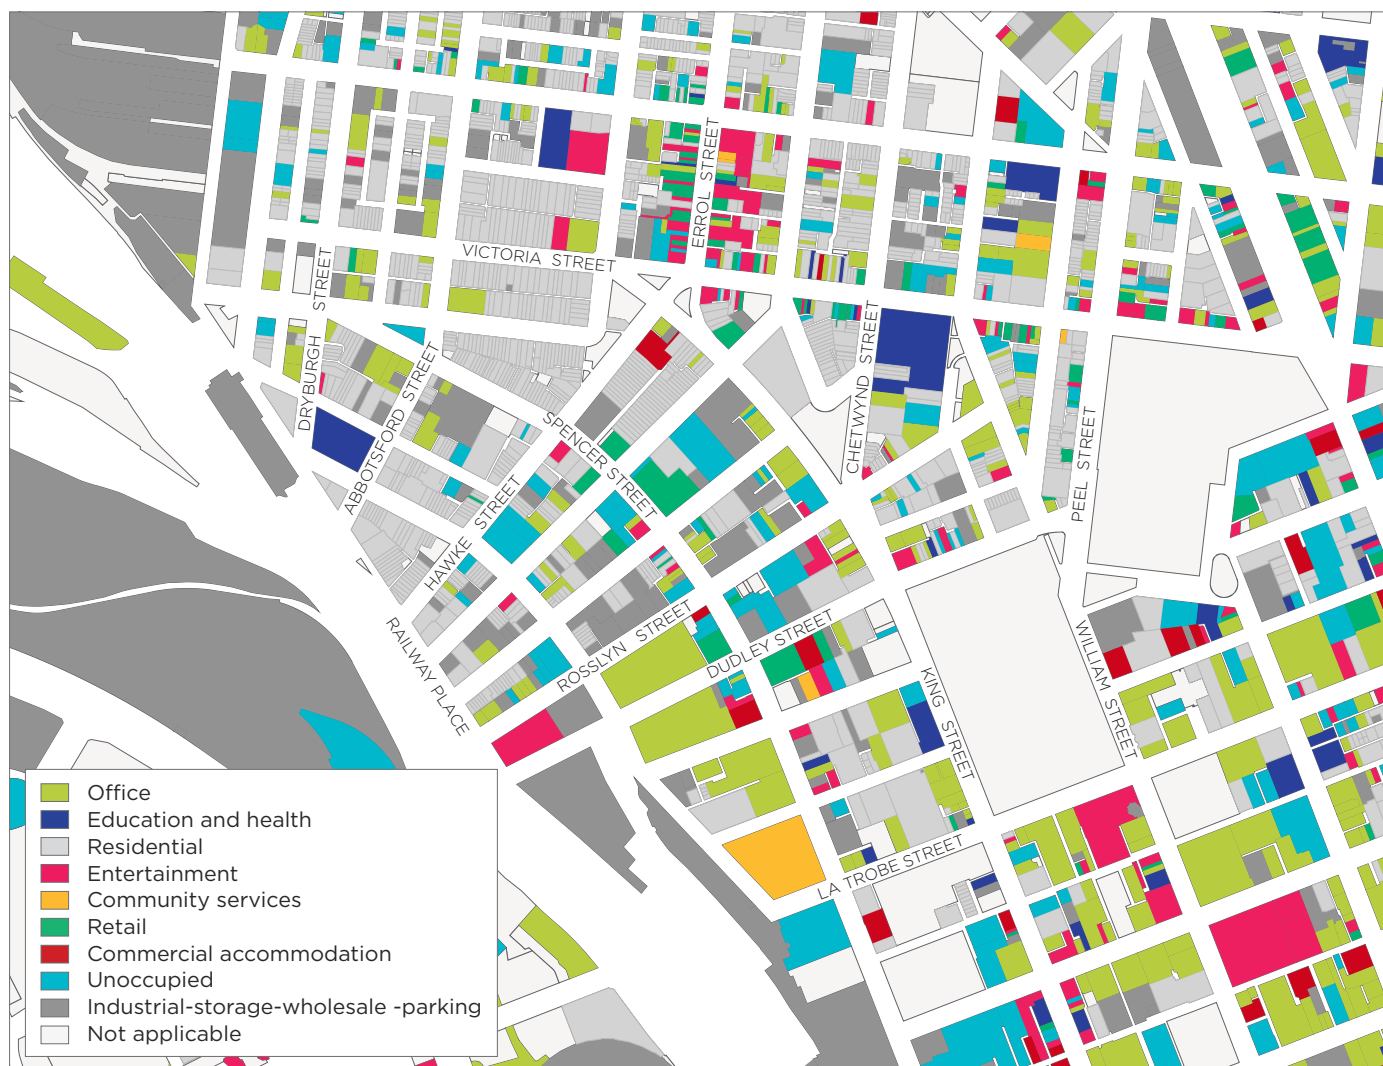 ERROL STREET
VICTORIA STREET
DRYBURGH STREET
ABBOTSFORD STREET
SPENCER STREET
HAWKE STREET
CHETWYND STREET
PEEL STREET
RAILWAY PLACE
ROSSLYN STREET
DUDLEY STREET
KING STREET
WILLIAM STREET
LA TROBE STREET
Office
Education and health
Residential
Entertainment
Community services
Retail
Commercial accommodation
Unoccupied
Industrial-storage-wholesale -parking
Not applicable